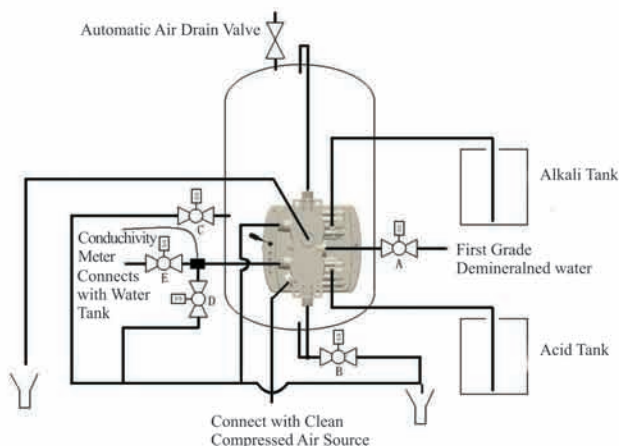 Automatic Air Drain Valve
Alkali Tank
C
Conduchivity
Meter
Connects
with Water
Tank
E
D
A
First Grade
Demineralned water
B
Acid Tank
Connect with Clean
Compressed Air Source